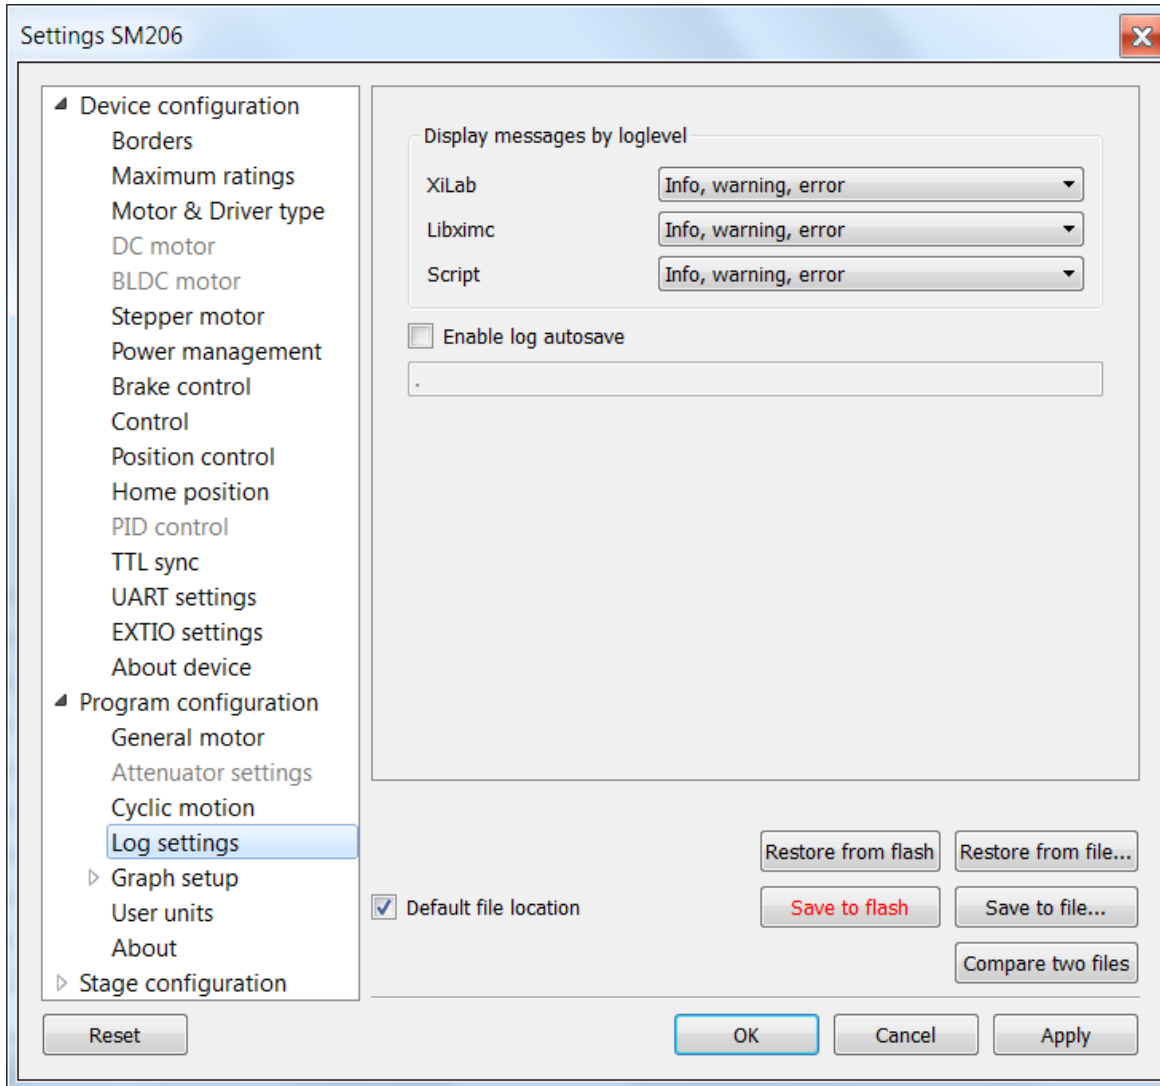 Settings SM206
Device configuration
Borders
Maximum ratings
Motor & Driver type
DC motor
BLDC motor
Stepper motor
Power management
Brake control
Control
Position control
Home position
PID control
TTL sync
UART settings
EXTIO settings
About device
Program configuration
General motor
Attenuator settings
Cyclic motion
Log settings
Graph setup
User units
About
Stage configuration
Display messages by loglevel
XiLab Info, warning, error
Libximc Info, warning, error
Script Info, warning, error
Enable log autosave
.
Restore from flash Restore from file...
Default file location Save to flash Save to file...
Compare two files
Reset OK Cancel Apply